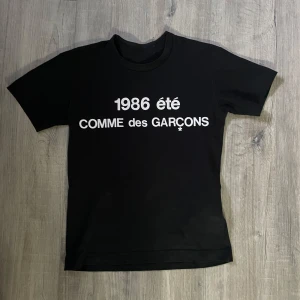 1986 été
COMME des GARÇONS
*